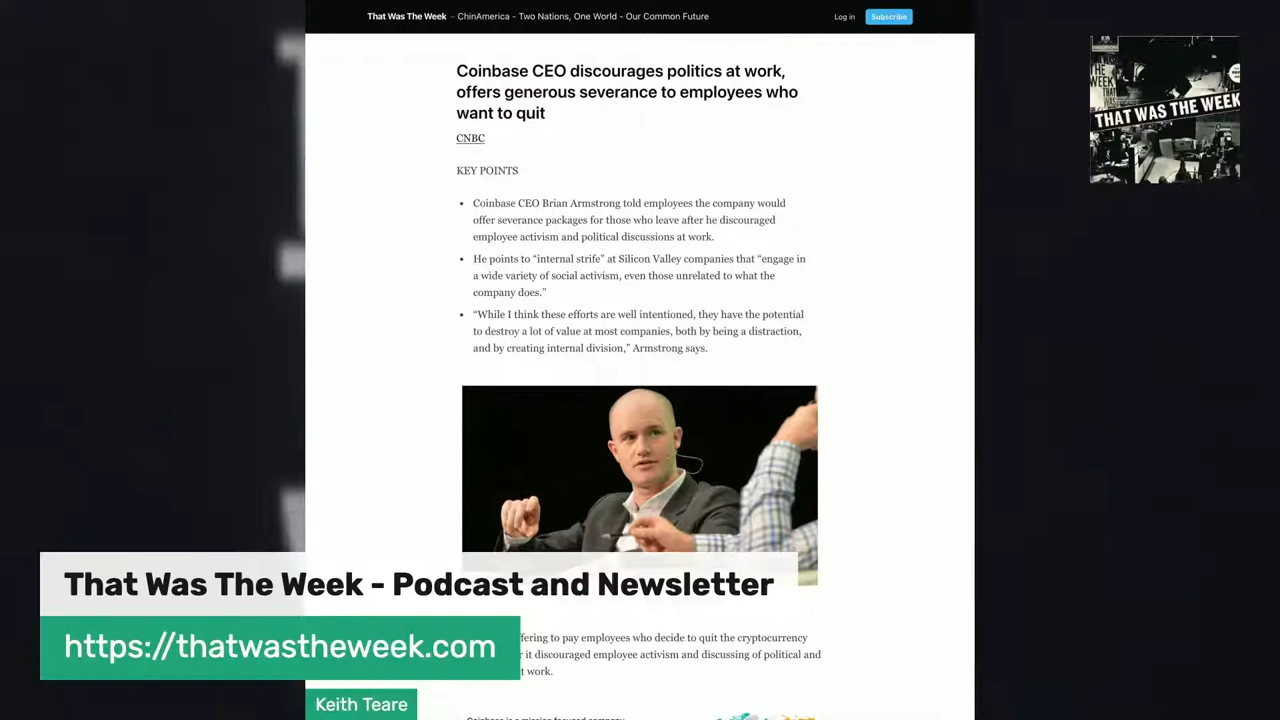 That Was The Week – ChinAmerica - Two Nations, One World - Our Common Future
Log in
Subscribe
Coinbase CEO discourages politics at work,
offers generous severance to employees who
want to quit
CNBC
KEY POINTS
• Coinbase CEO Brian Armstrong told employees the company would
offer severance packages for those who leave after he discouraged
employee activism and political discussions at work.
• He points to “internal strife” at Silicon Valley companies that “engage in
a wide variety of social activism, even those unrelated to what the
company does.”
• “While I think these efforts are well intentioned, they have the potential
to destroy a lot of value at most companies, both by being a distraction,
and by creating internal division,” Armstrong says.
THAT WAS THE WEEK
That Was The Week - Podcast and Newsletter
https://thatwastheweek.com
to pay employees who decide to quit the cryptocurrency
it discouraged employee activism and discussing of political and
work.
Keith Teare